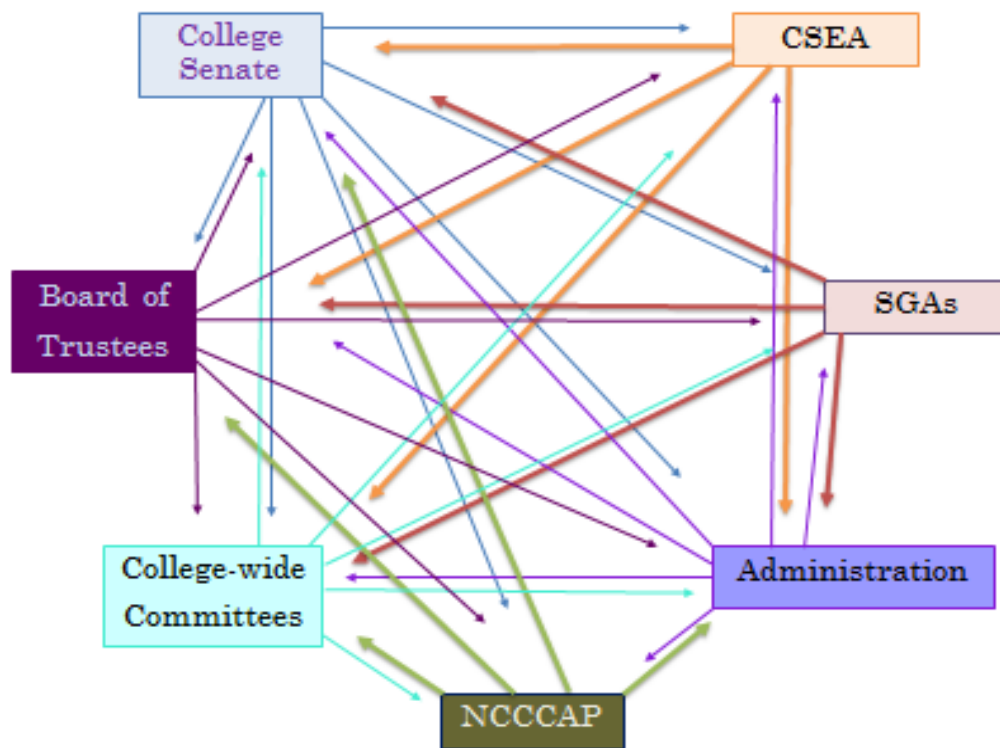 College
Senate
CSEA
Board of
Trustees
SGAs
College-wide
Committees
Administration
NCCCAP